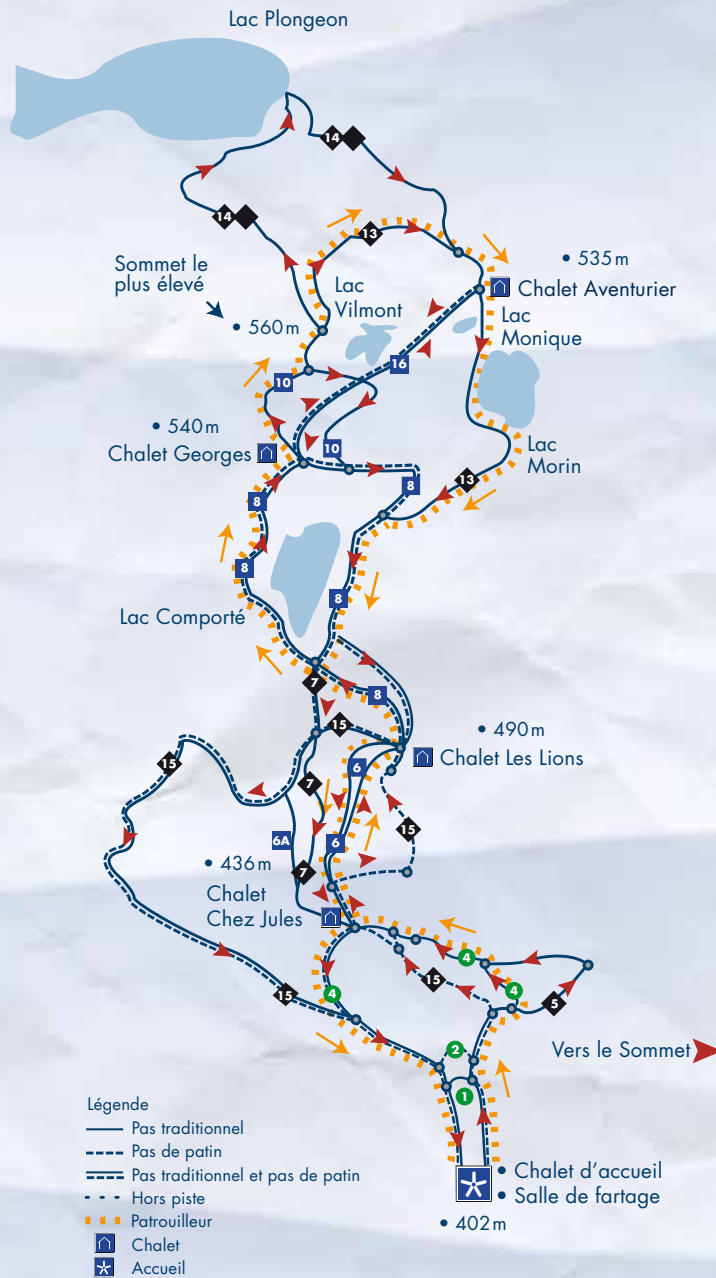 Lac Plongeon
14
14
13
Sommet le
plus élevé
560 m
Lac
Vilmont
535 m
Chalet Aventurier
Lac
Monique
16
10
540 m
Chalet Georges
10
8
Lac
Morin
13
8
8
8
Lac Comporté
7
8
15
490 m
Chalet Les Lions
15
6
7
15
6A
6
436 m
7
Chalet
Chez Jules
4
15
4
15
4
5
2
Vers le Sommet
1
Légende
Pas traditionnel
Pas de patin
Pas traditionnel et pas de patin
Hors piste
Patrouilleur
Chalet
Accueil
Chalet d'accueil
Salle de fartage
402 m